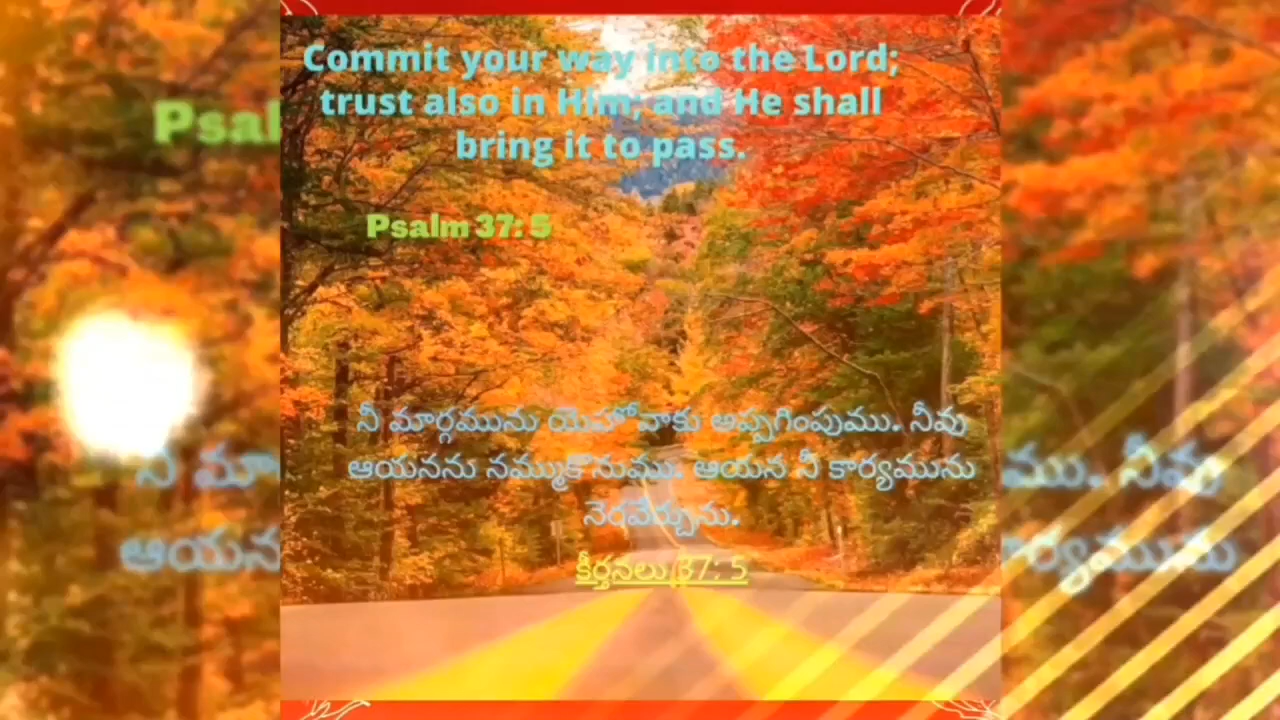 Commit your way into the Lord;
trust also in Him; and He shall
bring it to pass.
Psalm 37: 5
నీ మార్గమును యెహోవాకు అప్పగింపుము. నీవు
ఆయనను నమ్ముకొనుము. ఆయన నీ కార్యమును
నెరవేర్చును.
కీర్తనలు 37: 5